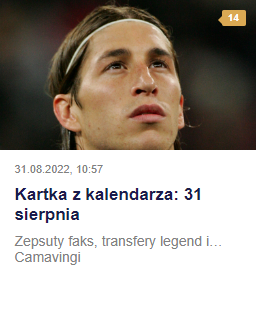 14
31.08.2022, 10:57
Kartka z kalendarza: 31
sierpnia
Zepsuty faks, transfery legend i...
Camavingi